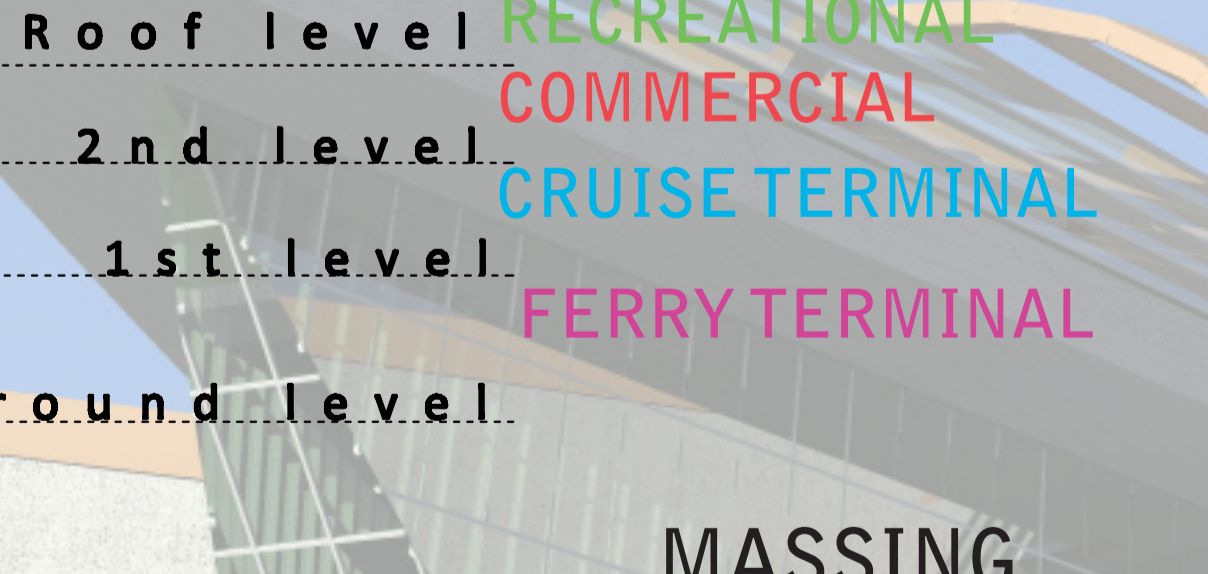 Roof level RECREATIONAL
COMMERCIAL
2nd level
CRUISE TERMINAL
1st level
FERRY TERMINAL
round level
MASSING